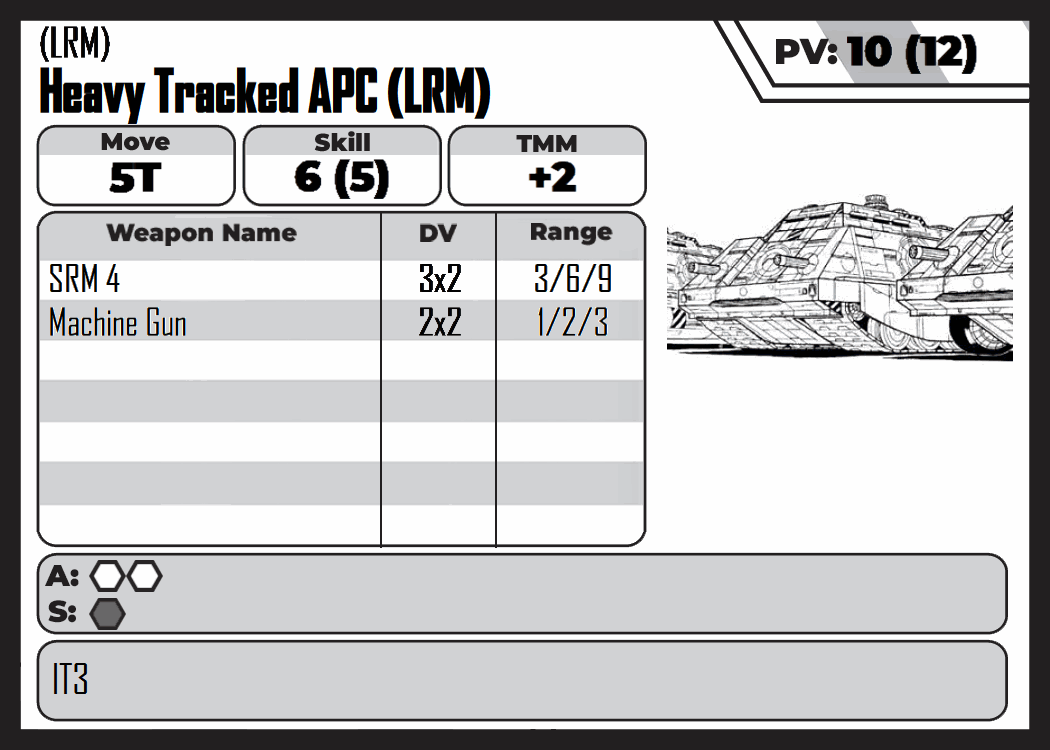 (LRM)
Heavy Tracked APC (LRM)
PV: 10 (12)
Move Skill TMM
5T 6 (5) +2
Weapon Name DV Range
SRM 4 3x2 3/6/9
Machine Gun 2x2 1/2/3
A:
S:
IT3